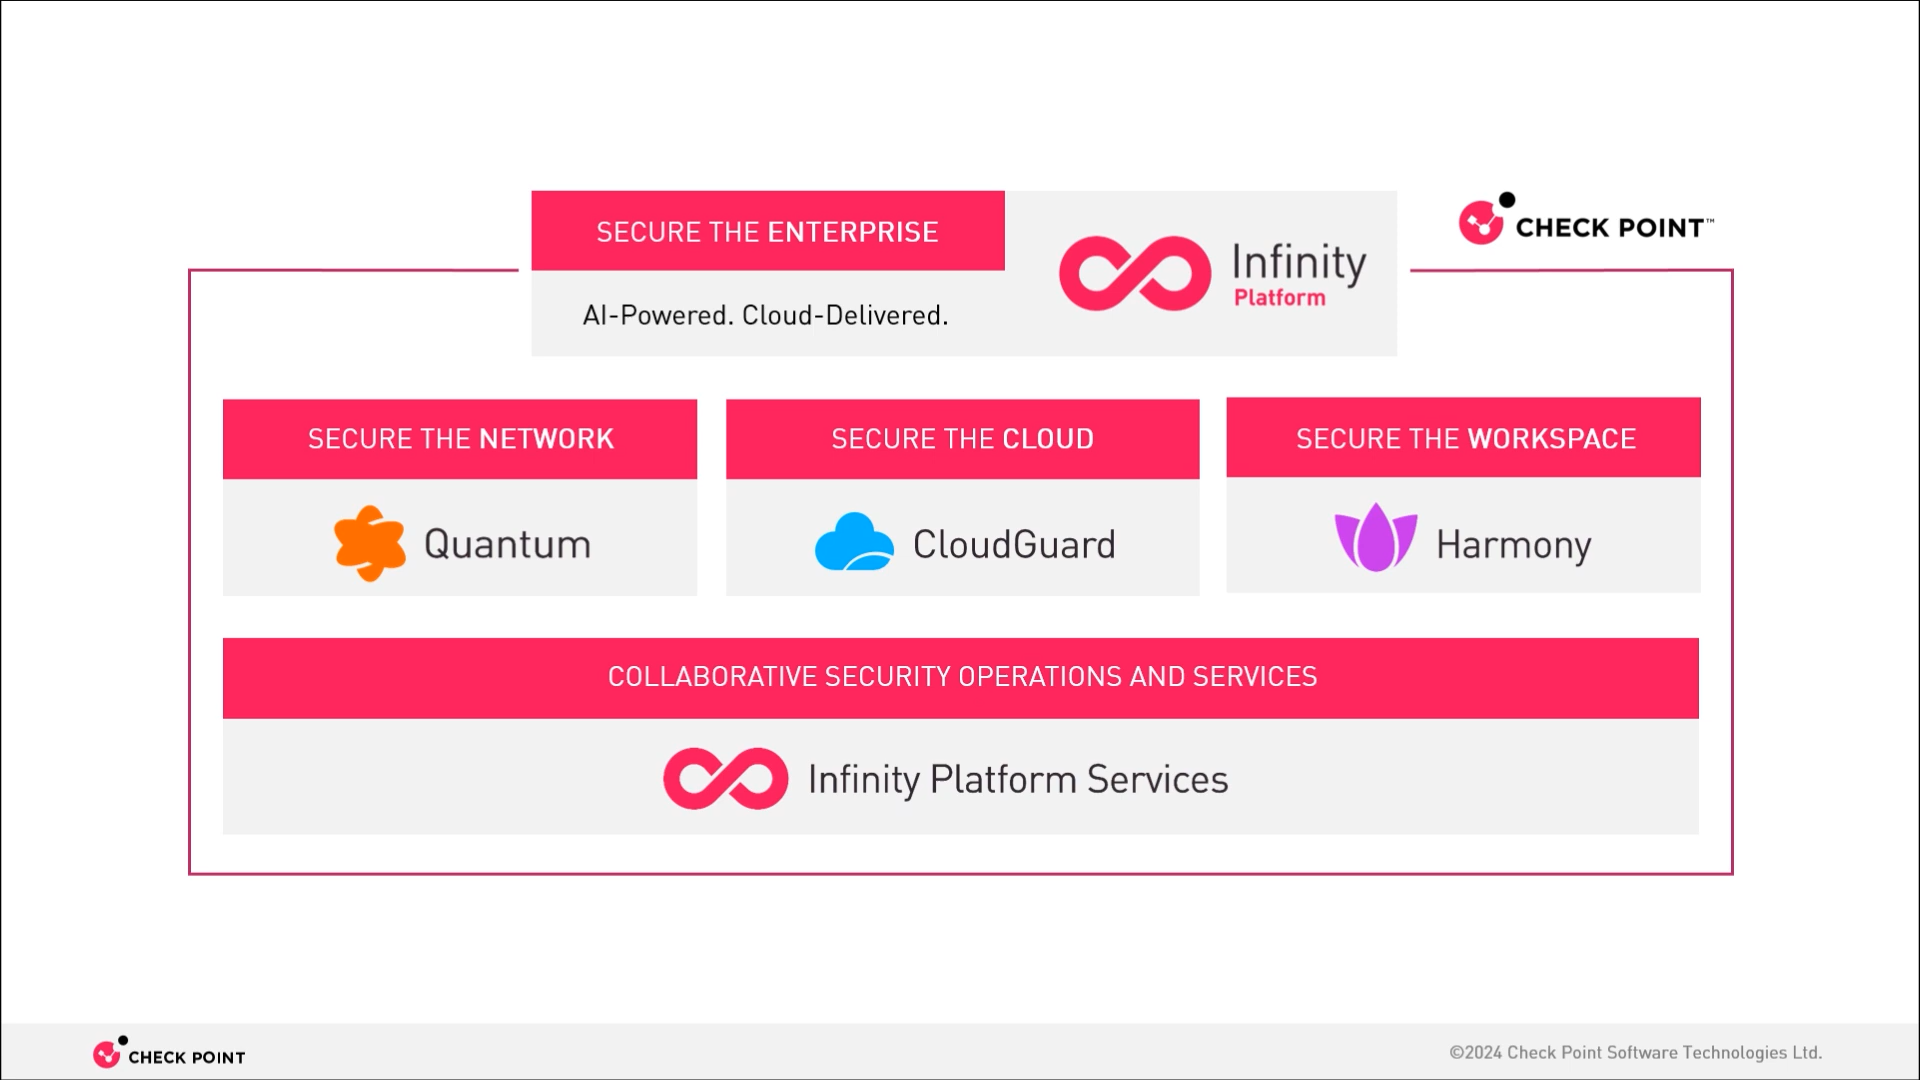 SECURE THE ENTERPRISE
AI-Powered. Cloud-Delivered.
Infinity
Platform
CHECK POINT™
SECURE THE NETWORK
Quantum
SECURE THE CLOUD
CloudGuard
SECURE THE WORKSPACE
Harmony
COLLABORATIVE SECURITY OPERATIONS AND SERVICES
Infinity Platform Services
CHECK POINT
©2024 Check Point Software Technologies Ltd.